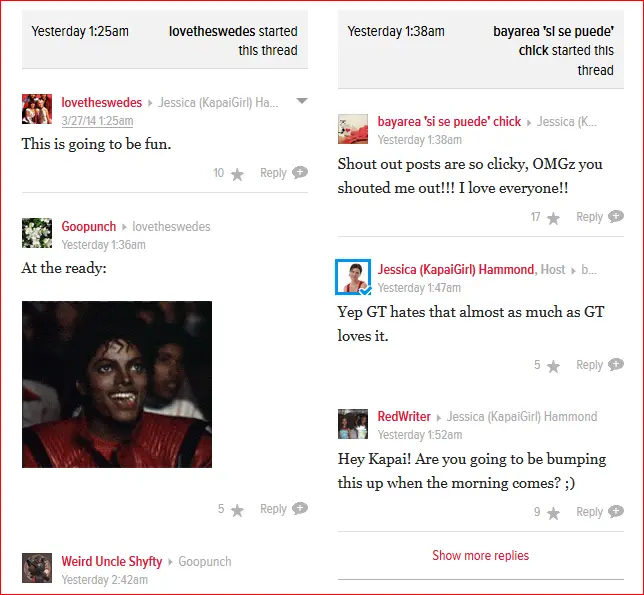 Yesterday 1:25am lovetheswedes started
this thread
lovetheswedes Jessica (KapaiGirl) Ha...
3/27/14 1:25am
This is going to be fun.
10 Reply
Goopunch lovetheswedes
Yesterday 1:36am
At the ready:
5 Reply
Weird Uncle Shyfty Goopunch
Yesterday 2:42am
Yesterday 1:38am bayarea 'si se puede'
chick started this
thread
bayarea 'si se puede' chick Jessica (K...
Yesterday 1:38am
Shout out posts are so clicky, OMGz you
shouted me out!!! I love everyone!!
17 Reply
Jessica (KapaiGirl) Hammond, Host b...
Yesterday 1:47am
Yep GT hates that almost as much as GT
loves it.
5 Reply
RedWriter Jessica (KapaiGirl) Hammond
Yesterday 1:52am
Hey Kapai! Are you going to be bumping
this up when the morning comes? ;)
9 Reply
Show more replies